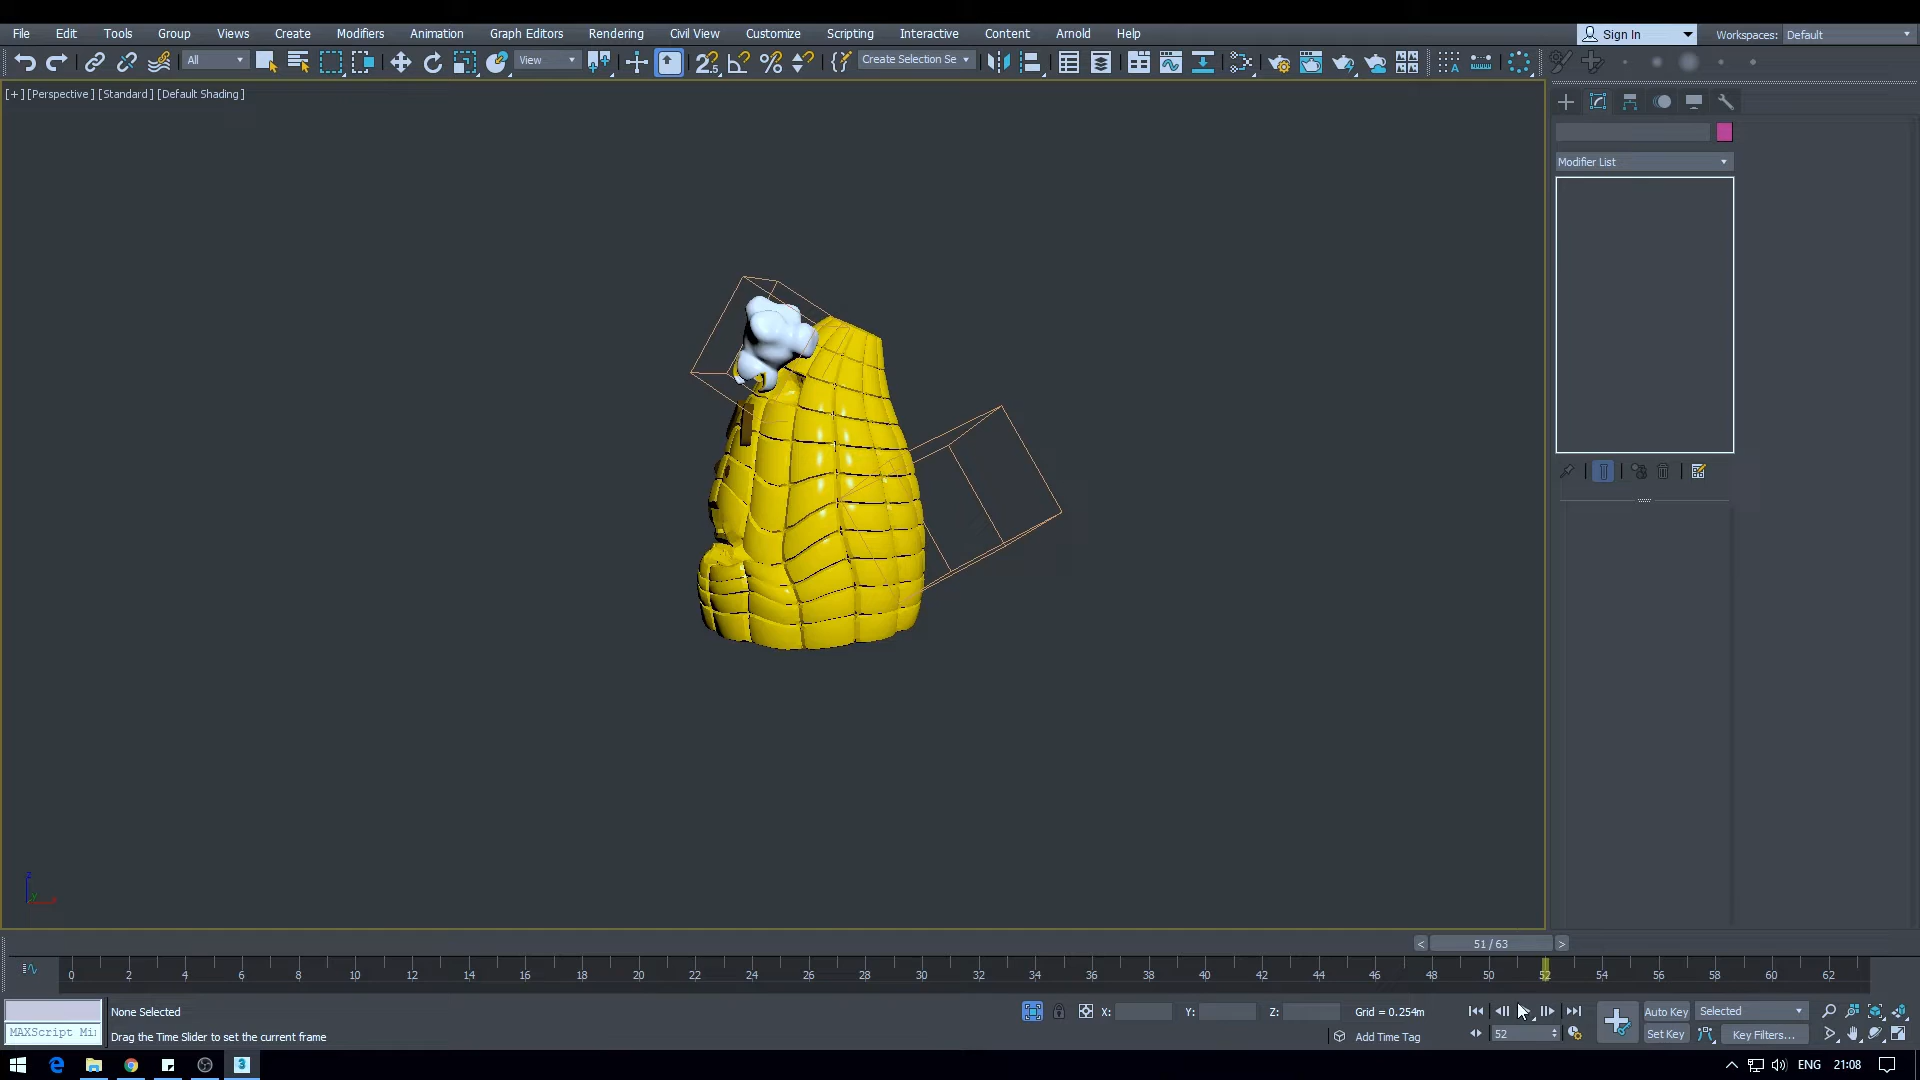 File Edit Tools Group Views Create Modifiers Animation Graph Editors Rendering Civil View Customize Scripting Interactive Content Arnold Help Sign In Workspaces: Default
All View Create Selection Se
[+] [Perspective] [Standard] [Default Shading]
Modifier List
51 / 63
0 2 4 6 8 10 12 14 16 18 20 22 24 26 28 30 32 34 36 38 40 42 44 46 48 50 52 54 56 58 60 62
None Selected X: Y: Z: Grid = 0.254m Auto Key Selected
MAXScript Mi
Drag the Time Slider to set the current frame Add Time Tag 52 Set Key Key Filters...
ENG 21:08